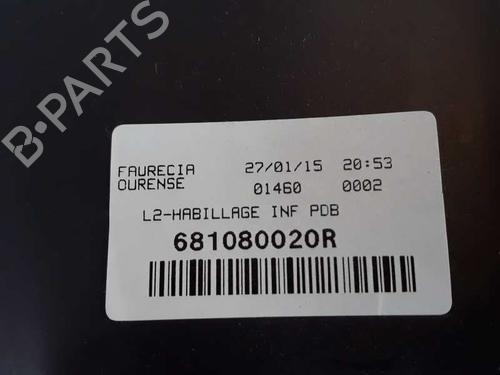 B-PARTS
FAURECIA 27/01/15 20:53
OURENSE 01460 0002
L2-HABILLAGE INF PDB
681080020R